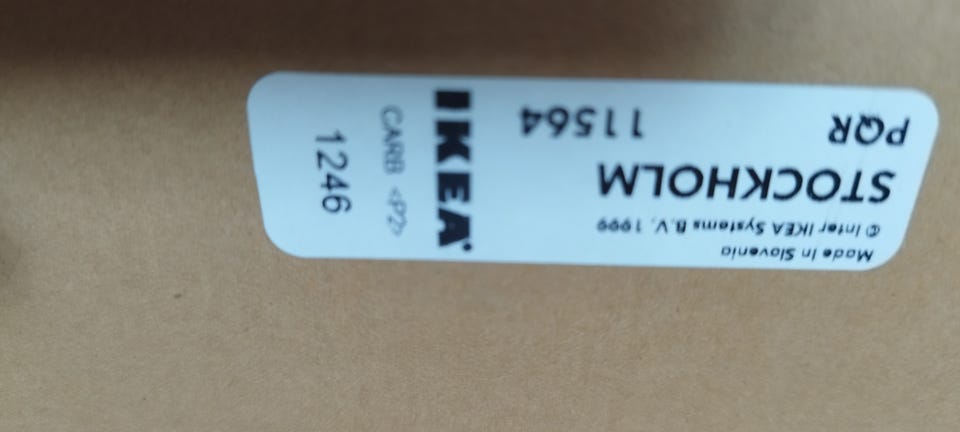 Made in Slovenia
© Inter IKEA Systems B.V. 1999
STOCKHOLM
PQR 11564
IKEA
CARB <P2>
1246